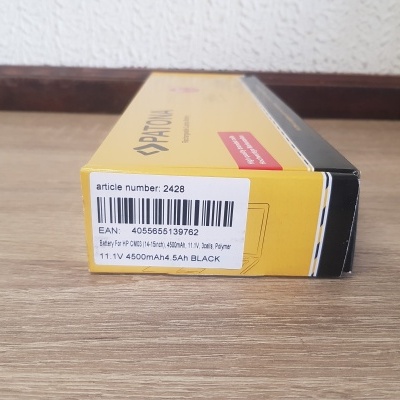 PATONA
article number: 2428
EAN: 4055655139762
Battery For HP CM03 (14-15inch), 4500mAh, 11.1V, 3cells, Polymer
11.1V 4500mAh4.5Ah BLACK